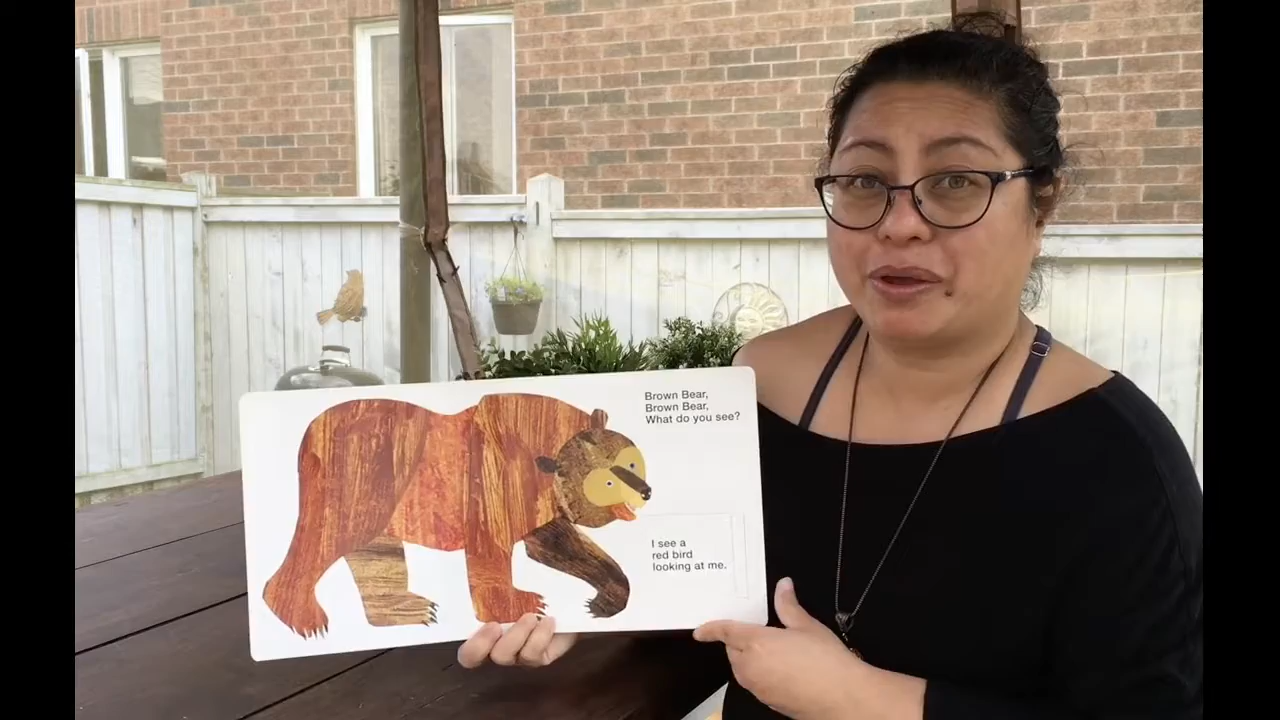 Brown Bear,
Brown Bear,
What do you see?
I see a
red bird
looking at me.